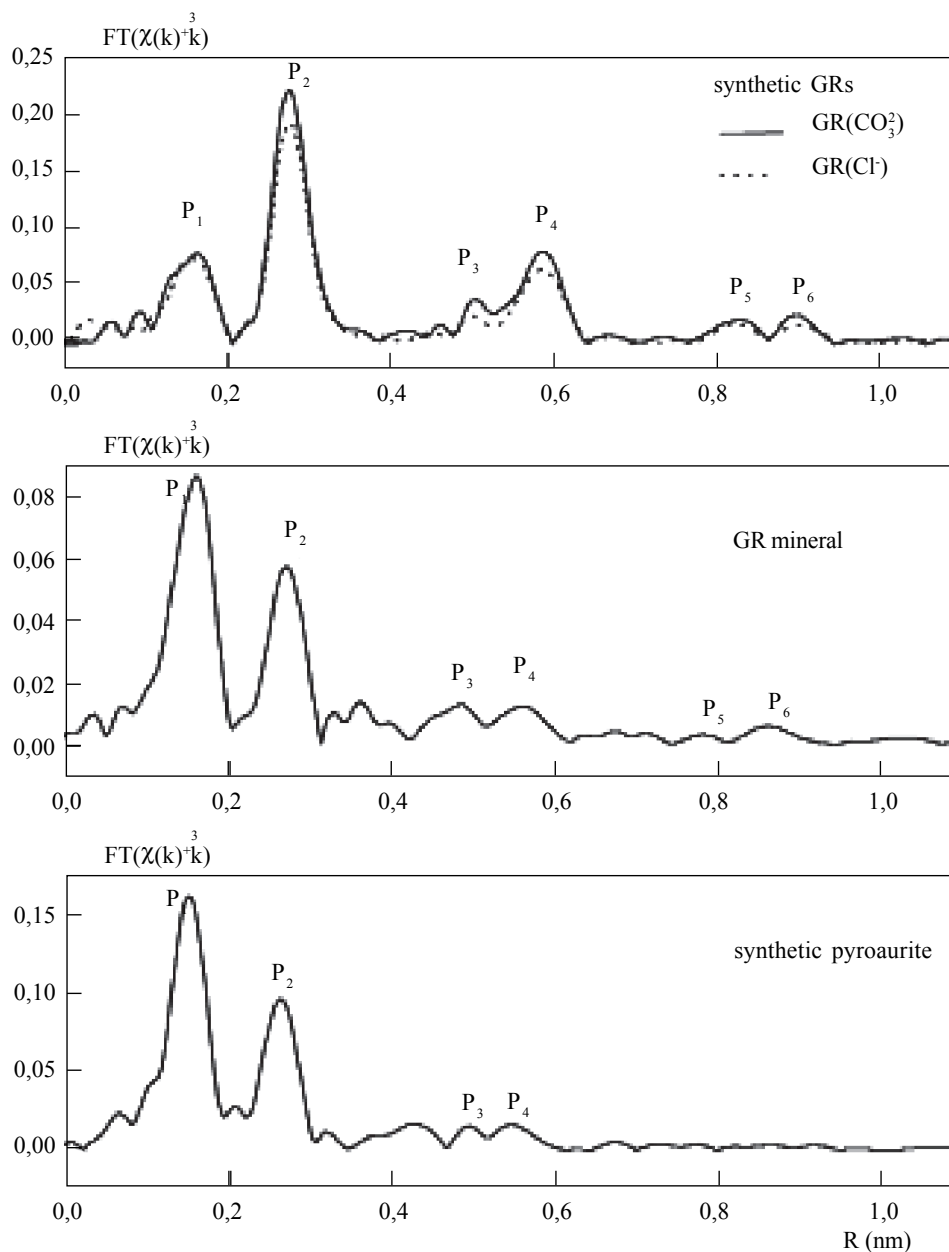 FT(χ(k)⁺k³)
0,25
0,20
0,15
0,10
0,05
0,00
P₁
P₂
P₃
P₄
P₅
P₆
synthetic GRs
GR(CO₃²)
GR(Cl⁻)
0,0 0,2 0,4 0,6 0,8 1,0
FT(χ(k)⁺k³)
0,08
0,06
0,04
0,02
0,00
P
P₂
P₃
P₄
P₅
P₆
GR mineral
0,0 0,2 0,4 0,6 0,8 1,0
FT(χ(k)⁺k³)
0,15
0,10
0,05
0,00
P
P₂
P₃
P₄
synthetic pyroaurite
0,0 0,2 0,4 0,6 0,8 1,0
R (nm)